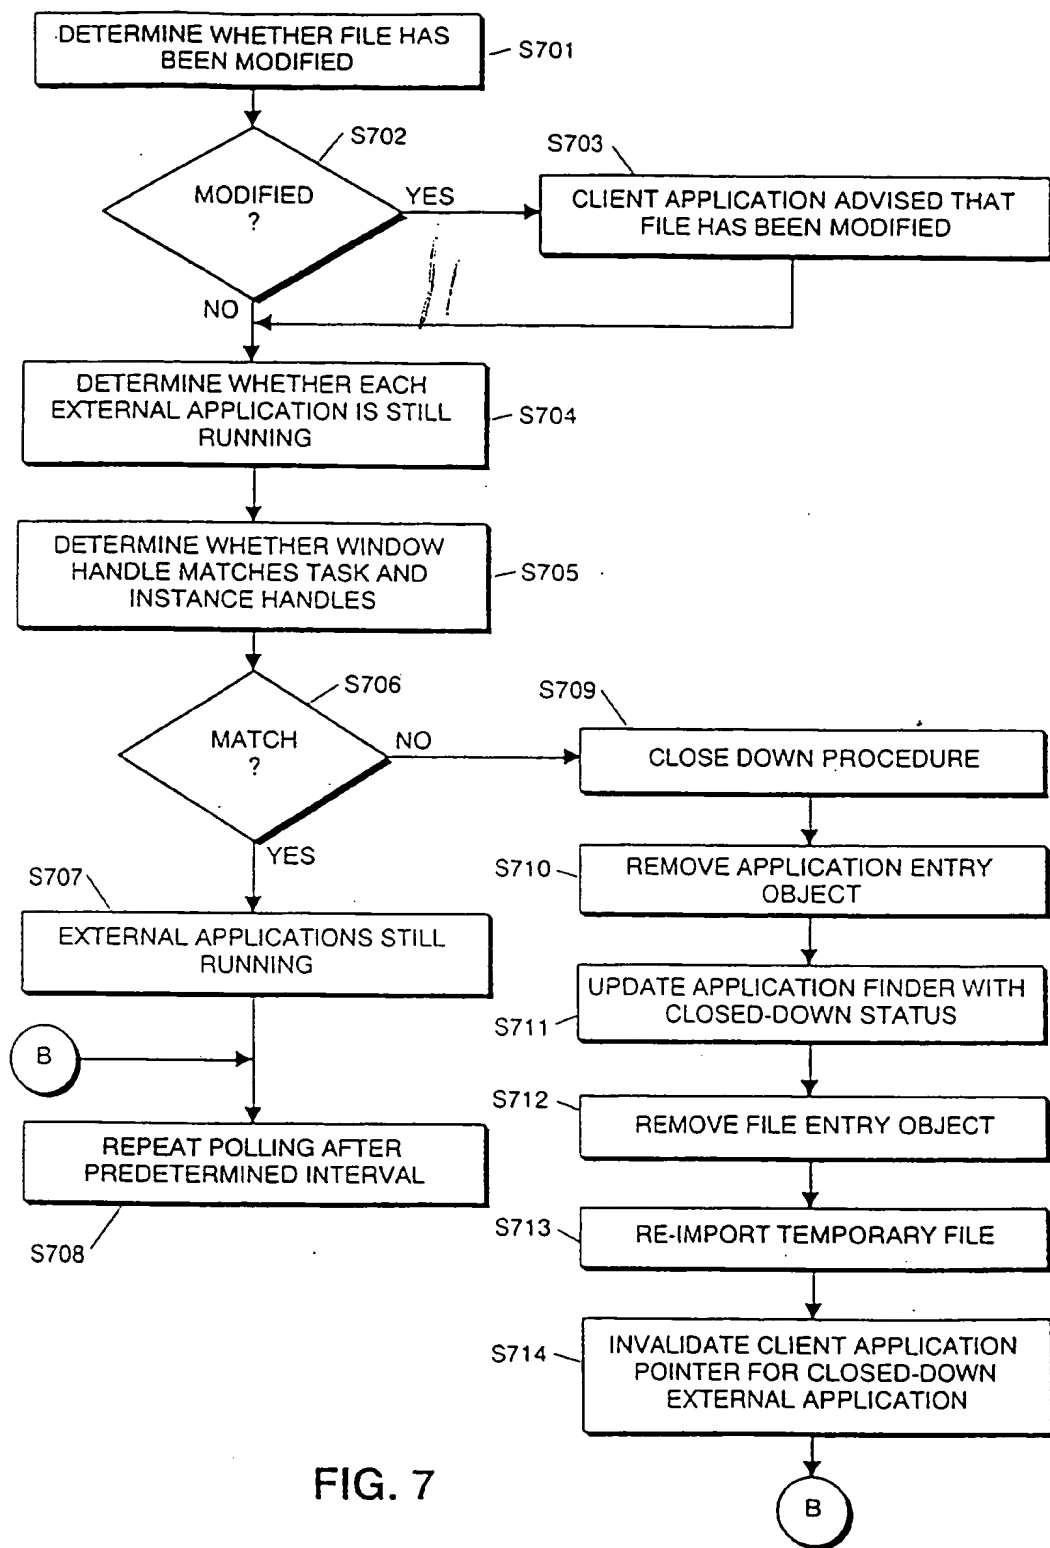 DETERMINE WHETHER FILE HAS
BEEN MODIFIED
S701
S702
MODIFIED
?
YES
NO
S703
CLIENT APPLICATION ADVISED THAT
FILE HAS BEEN MODIFIED
DETERMINE WHETHER EACH
EXTERNAL APPLICATION IS STILL
RUNNING
S704
DETERMINE WHETHER WINDOW
HANDLE MATCHES TASK AND
INSTANCE HANDLES
S705
S706
MATCH
?
NO
YES
S707
EXTERNAL APPLICATIONS STILL
RUNNING
B
REPEAT POLLING AFTER
PREDETERMINED INTERVAL
S708
S709
CLOSE DOWN PROCEDURE
S710
REMOVE APPLICATION ENTRY
OBJECT
S711
UPDATE APPLICATION FINDER WITH
CLOSED-DOWN STATUS
S712
REMOVE FILE ENTRY OBJECT
S713
RE-IMPORT TEMPORARY FILE
S714
INVALIDATE CLIENT APPLICATION
POINTER FOR CLOSED-DOWN
EXTERNAL APPLICATION
B
FIG. 7